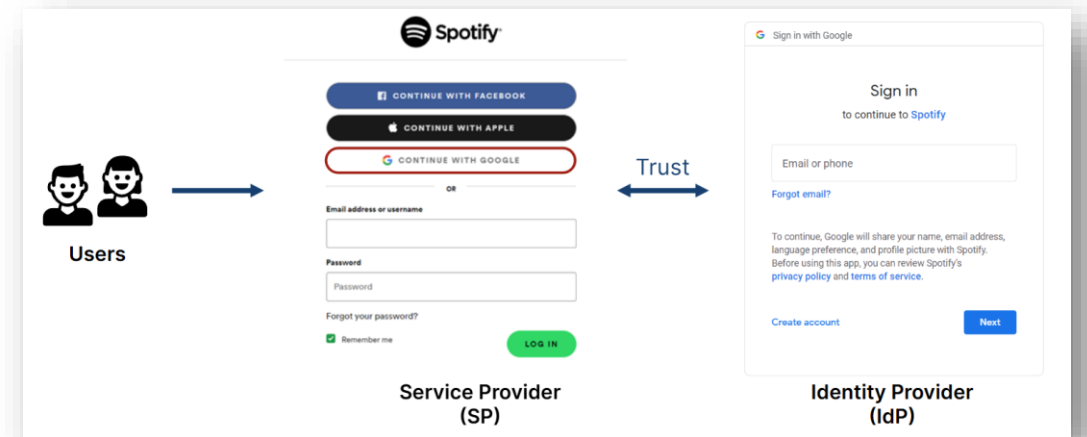 Users
Spotify
CONTINUE WITH FACEBOOK
CONTINUE WITH APPLE
CONTINUE WITH GOOGLE
OR
Email address or username
Password
Password
Forgot your password?
Remember me
LOG IN
Service Provider
(SP)
Trust
Sign in with Google
Sign in
to continue to Spotify
Email or phone
Forgot email?
To continue, Google will share your name, email address,
language preference, and profile picture with Spotify.
Before using this app, you can review Spotify's
privacy policy and terms of service.
Create account
Next
Identity Provider
(IdP)